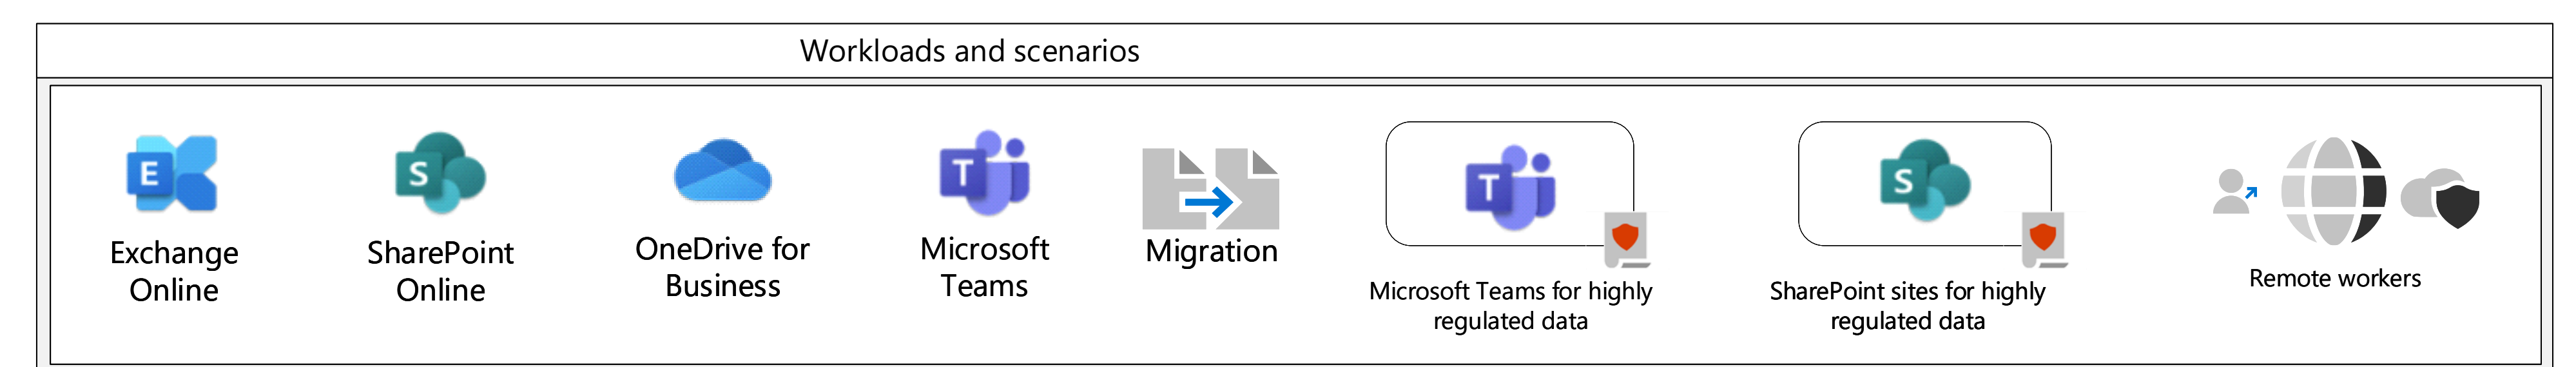 Workloads and scenarios
E
S
T
T
S
Exchange
Online
SharePoint
Online
OneDrive for
Business
Microsoft
Teams
Migration
Microsoft Teams for highly
regulated data
SharePoint sites for highly
regulated data
Remote workers